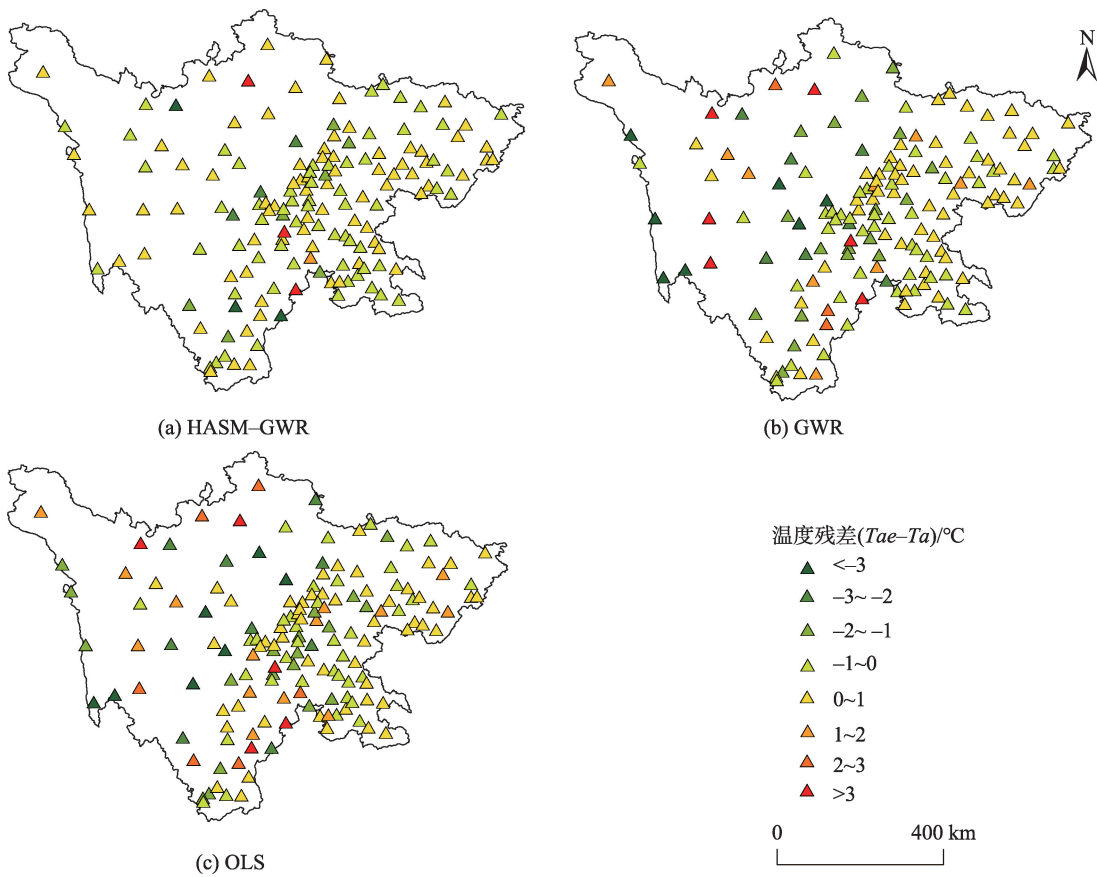 N
(a) HASM–GWR
(b) GWR
温度残差(Tae–Ta)/℃
<–3
–3~ –2
–2~ –1
–1~0
0~1
1~2
2~3
>3
0 400 km
(c) OLS